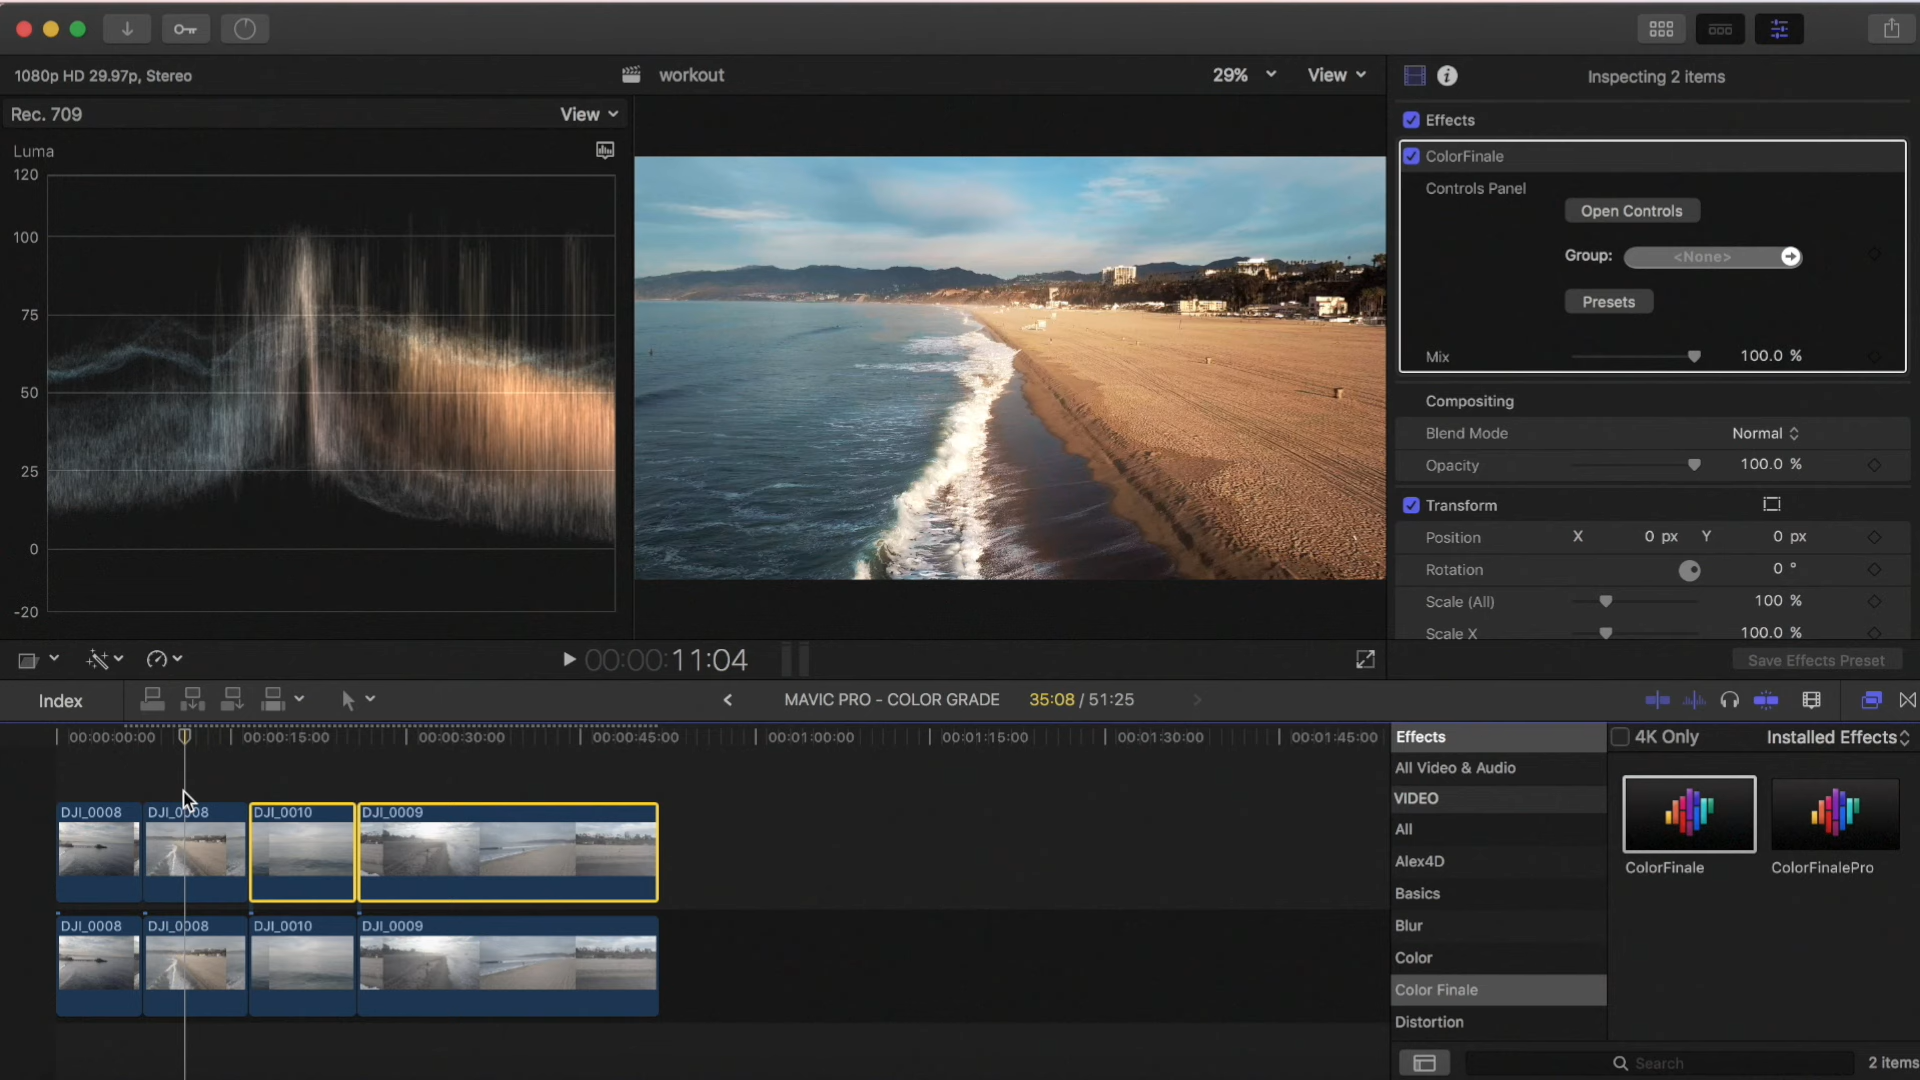 1080p HD 29.97p, Stereo
workout
29%
View
Inspecting 2 items
Rec. 709
View
Luma
120
100
75
50
25
0
-20
Effects
ColorFinale
Controls Panel
Open Controls
Group:
<None>
Presets
Mix
100.0 %
Compositing
Blend Mode
Normal
Opacity
100.0 %
Transform
Position
X
0 px
Y
0 px
Rotation
0 °
Scale (All)
100 %
Scale X
100.0 %
00:00:00:11:04
Save Effects Preset
Index
MAVIC PRO - COLOR GRADE
35:08 / 51:25
00:00:00:00
00:00:15:00
00:00:30:00
00:00:45:00
00:01:00:00
00:01:15:00
00:01:30:00
00:01:45:00
DJI_0008
DJI_0008
DJI_0010
DJI_0009
DJI_0008
DJI_0008
DJI_0010
DJI_0009
Effects
All Video & Audio
VIDEO
All
Alex4D
Basics
Blur
Color
Color Finale
Distortion
4K Only
Installed Effects
ColorFinale
ColorFinalePro
Search
2 items